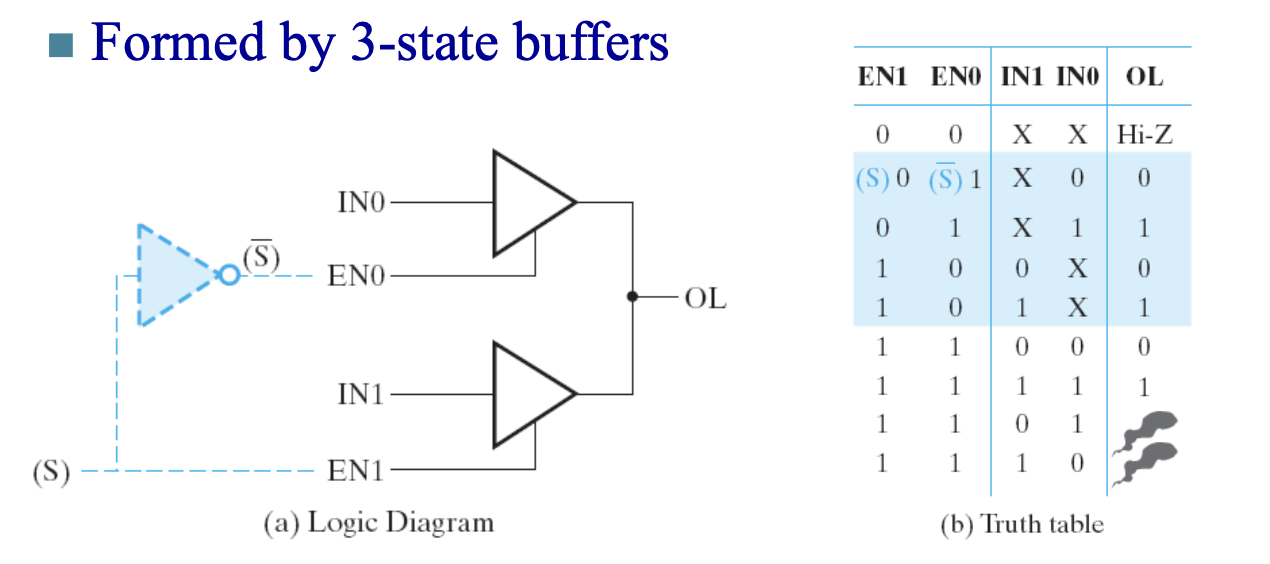 ■ Formed by 3-state buffers
IN0
(S̅)
EN0
OL
IN1
(S)
EN1
(a) Logic Diagram
EN1 EN0 IN1 IN0 OL
0 0 X X Hi-Z
(S) 0 (S̅) 1 X 0 0
0 1 X 1 1
1 0 0 X 0
1 0 1 X 1
1 1 0 0 0
1 1 1 1 1
1 1 0 1
1 1 1 0
(b) Truth table